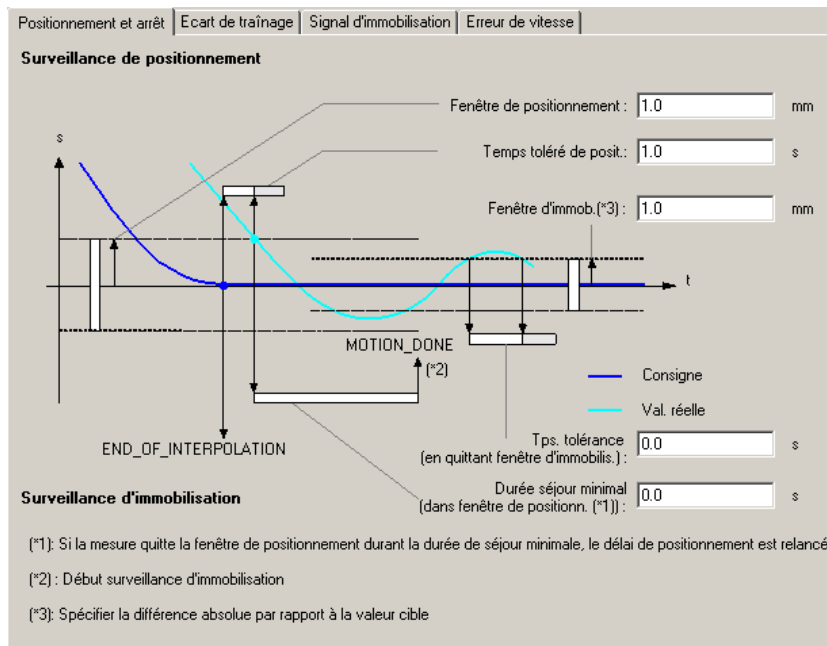 Positionnement et arrêt
Ecart de traînage
Signal d'immobilisation
Erreur de vitesse
Surveillance de positionnement
Fenêtre de positionnement : 1.0 mm
s
Temps toléré de posit.: 1.0 s
Fenêtre d'immob.(*3) : 1.0 mm
t
MOTION_DONE
(*2)
Consigne
Val. réelle
END_OF_INTERPOLATION
Tps. tolérance
(en quittant fenêtre d'immobilis.) : 0.0 s
Surveillance d'immobilisation
Durée séjour minimal
(dans fenêtre de positionn. (*1)) : 0.0 s
(*1): Si la mesure quitte la fenêtre de positionnement durant la durée de séjour minimale, le délai de positionnement est relancé
(*2) : Début surveillance d'immobilisation
(*3): Spécifier la différence absolue par rapport à la valeur cible